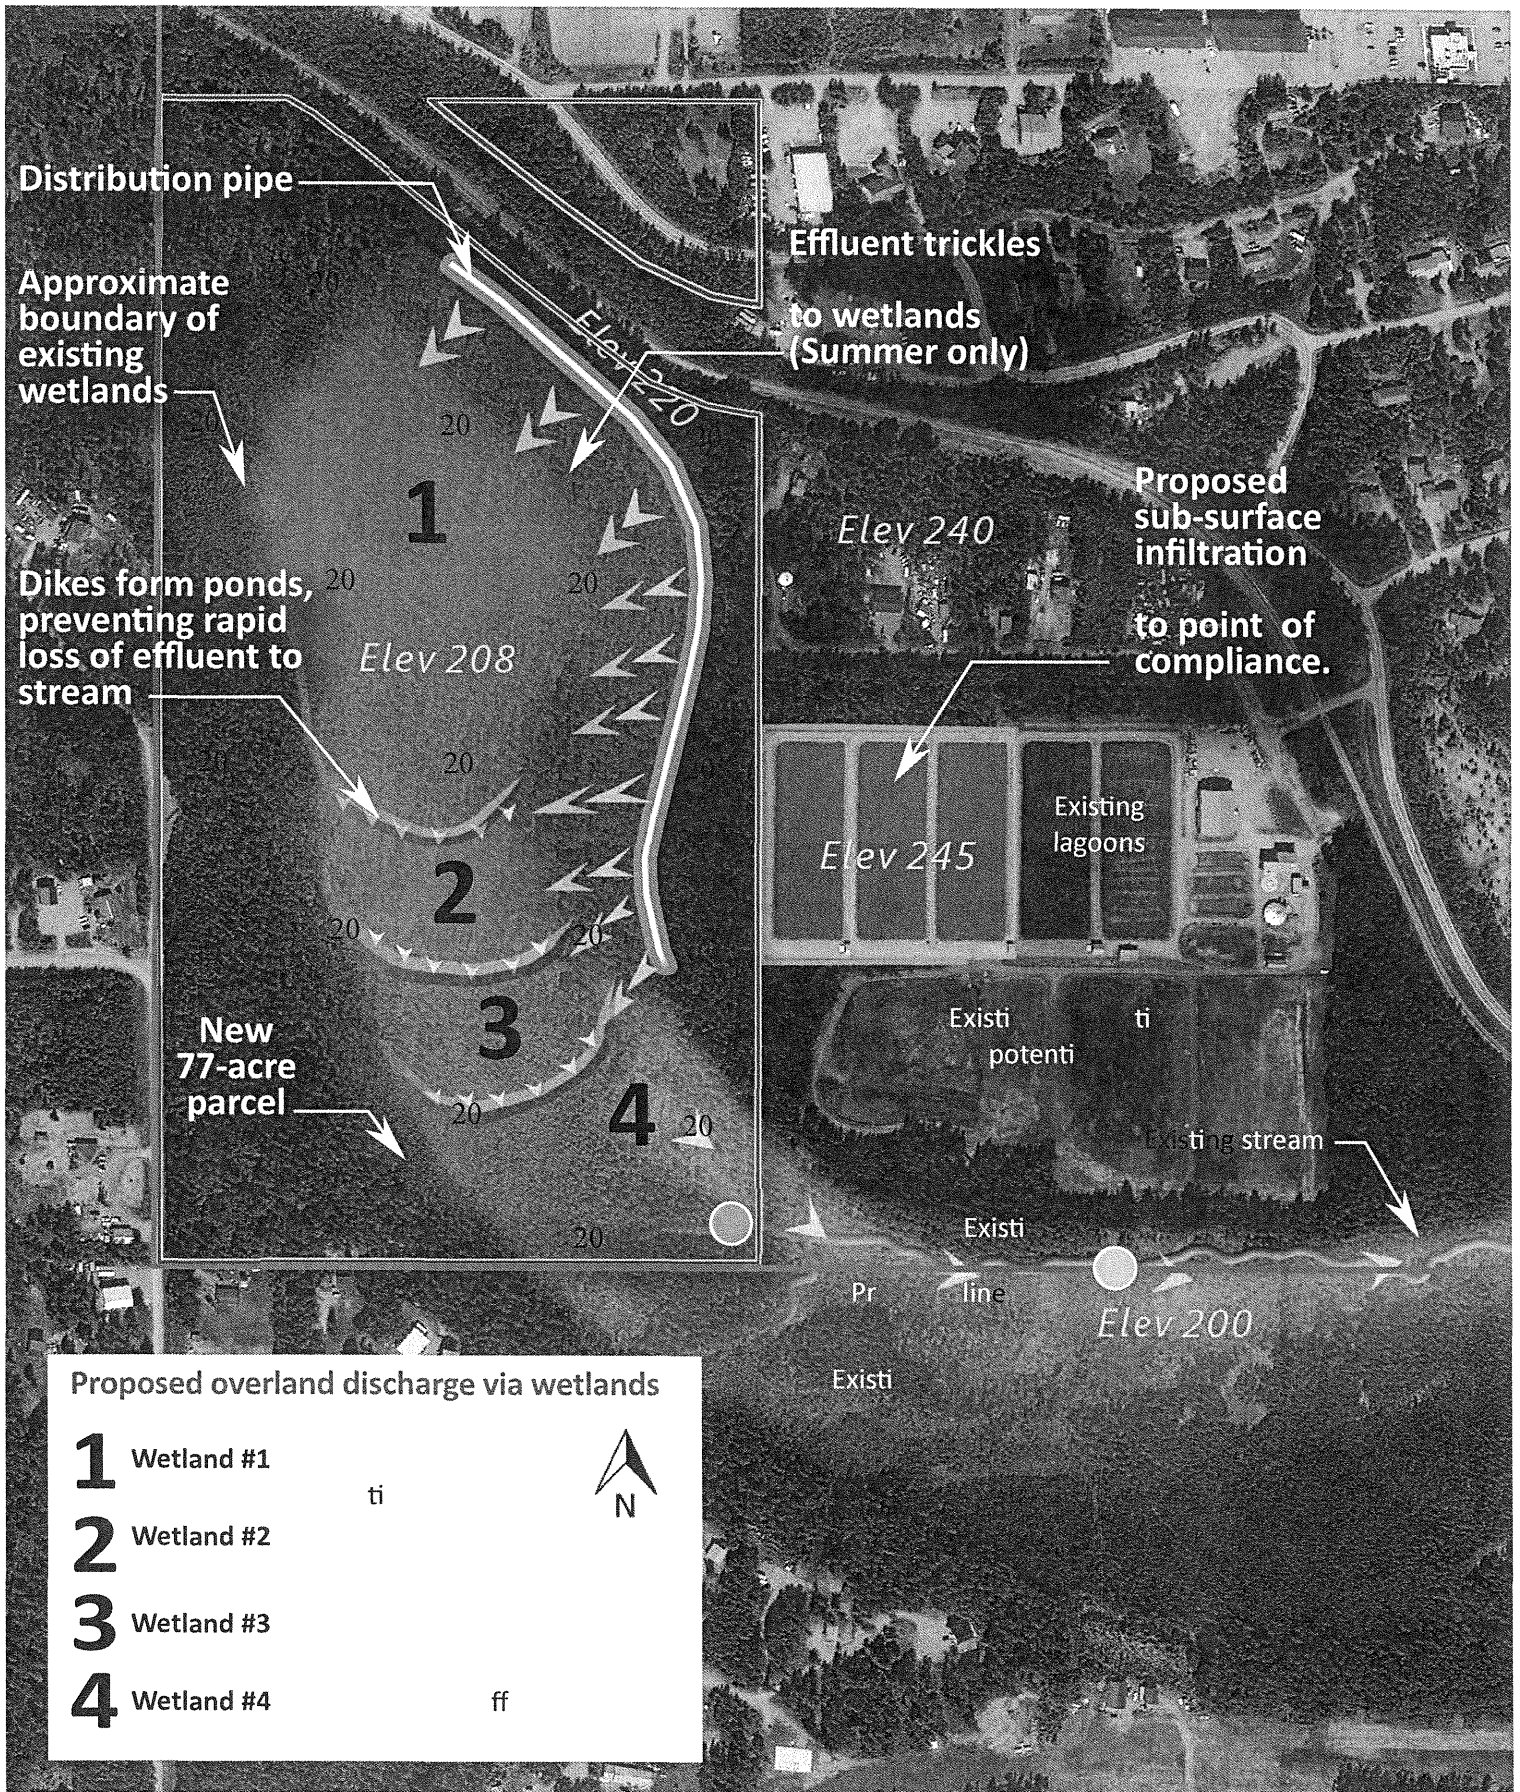 Distribution pipe
Effluent trickles
to wetlands
(Summer only)
Approximate
boundary of
existing
wetlands
Elev 220
20
20
20
1
Elev 240
Proposed
sub-surface
infiltration
to point of
compliance.
20
20
Dikes form ponds,
preventing rapid
loss of effluent to
stream
Elev 208
20
20
20
Existing
lagoons
Elev 245
2
20
20
3
Existi ti
potenti
New
77-acre
parcel
4
20
20
Existing stream
20
Existi
Pr line
Elev 200
Existi
Proposed overland discharge via wetlands
1 Wetland #1
ti
N
2 Wetland #2
3 Wetland #3
4 Wetland #4
ff